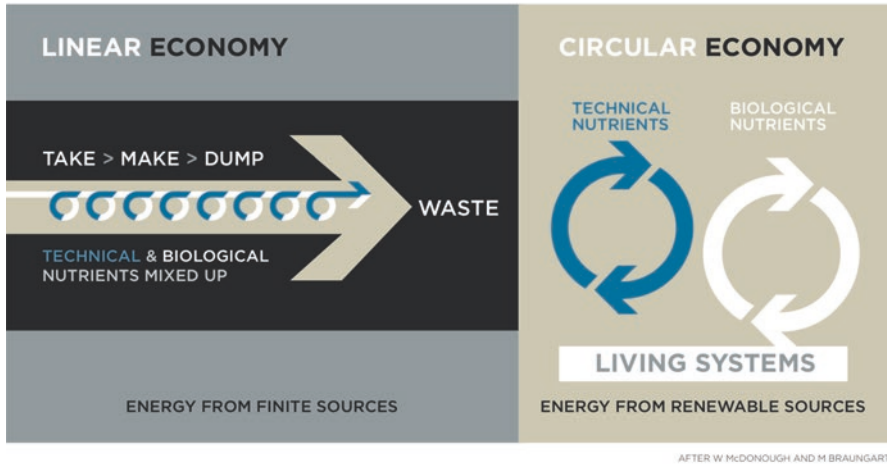 LINEAR ECONOMY
TAKE > MAKE > DUMP
WASTE
TECHNICAL & BIOLOGICAL
NUTRIENTS MIXED UP
ENERGY FROM FINITE SOURCES
CIRCULAR ECONOMY
TECHNICAL
NUTRIENTS
BIOLOGICAL
NUTRIENTS
LIVING SYSTEMS
ENERGY FROM RENEWABLE SOURCES
AFTER W McDONOUGH AND M BRAUNGART